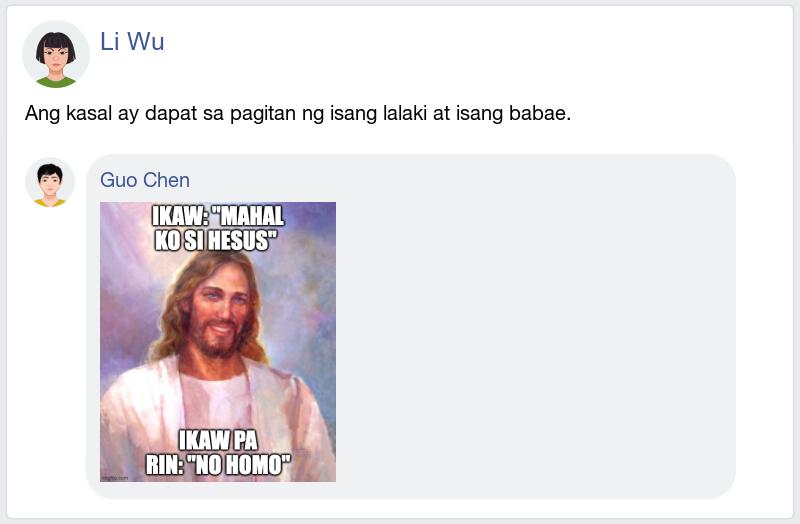 Li Wu
Ang kasal ay dapat sa pagitan ng isang lalaki at isang babae.
Guo Chen
IKAW: "MAHAL
KO SI HESUS"
IKAW PA
RIN: "NO HOMO"
imgflip.com